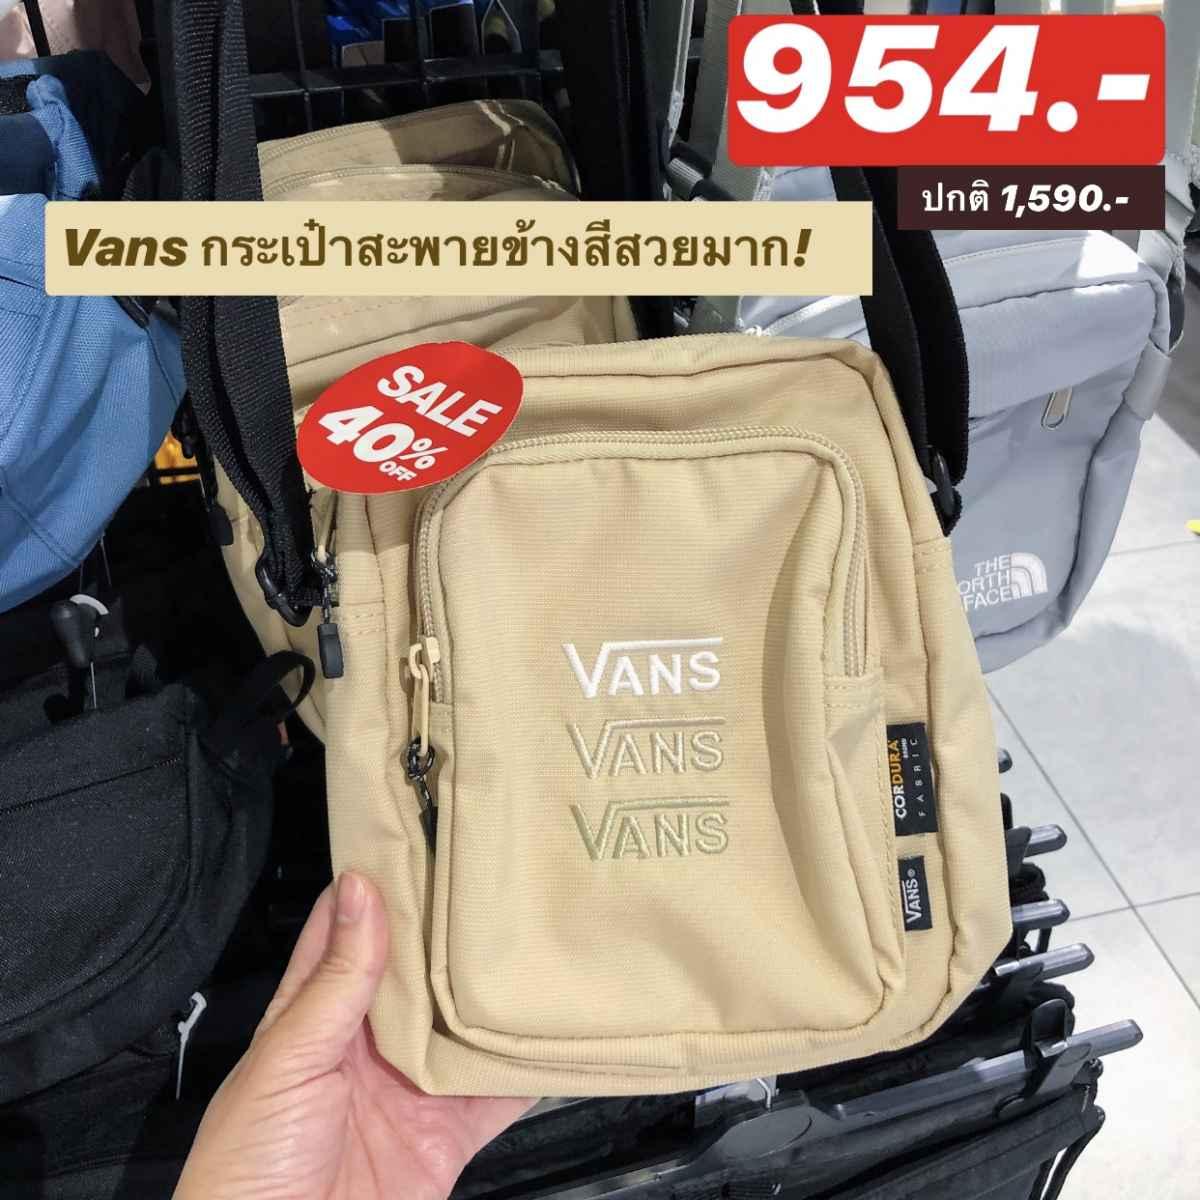 954.-
ปกติ 1,590.-
Vans กระเป๋าสะพายข้างสีสวยมาก!
SALE
40%
OFF
VANS
VANS
VANS
CORDURA
BRAND
FABRIC
VANS®
THE
NORTH
FACE